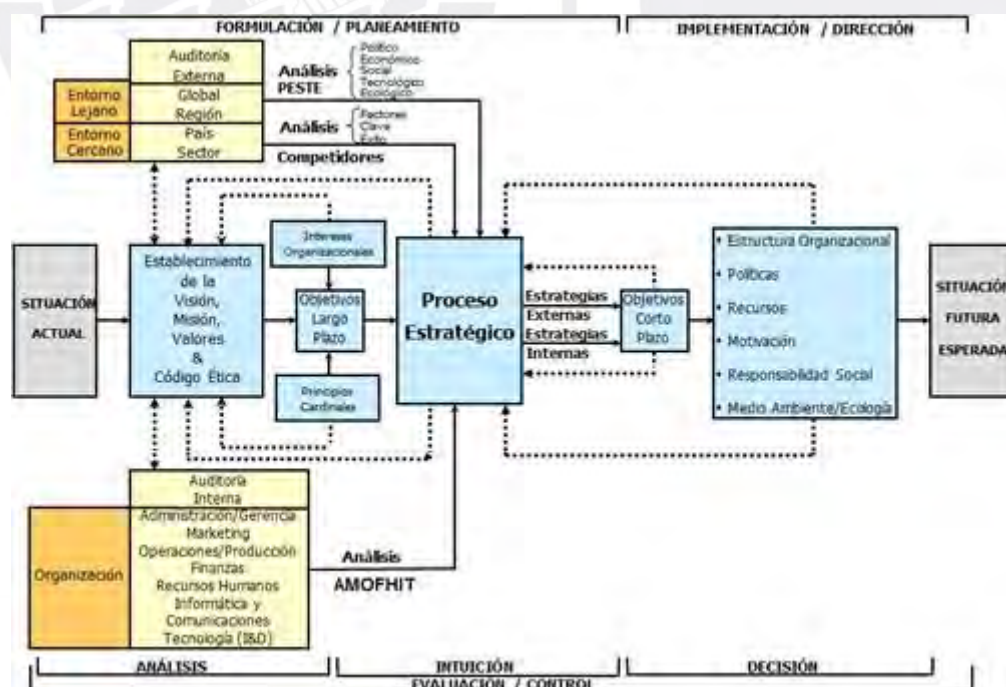 FORMULACIÓN / PLANEAMIENTO
IMPLEMENTACIÓN / DIRECCIÓN
Auditoría
Externa
Entorno
Lejano
Global
Región
Entorno
Cercano
País
Sector
Análisis
PESTE
Político
Económico
Social
Tecnológico
Ecológico
Análisis
Competidores
Factores
Clave
Éxito
SITUACIÓN
ACTUAL
Establecimiento
de la
Visión,
Misión,
Valores
&
Código Ética
Intereses
Organizacionales
Objetivos
Largo
Plazo
Principios
Cardinales
Proceso
Estratégico
Estrategias
Externas
Estrategias
Internas
Objetivos
Corto
Plazo
• Estructura Organizacional
• Políticas
• Recursos
• Motivación
• Responsabilidad Social
• Medio Ambiente/Ecología
SITUACIÓN
FUTURA
ESPERADA
Auditoría
Interna
Organización
Administración/Gerencia
Marketing
Operaciones/Producción
Finanzas
Recursos Humanos
Informática y
Comunicaciones
Tecnología (I&D)
Análisis
AMOFHIT
ANÁLISIS
INTUICIÓN
DECISIÓN
EVALUACIÓN / CONTROL